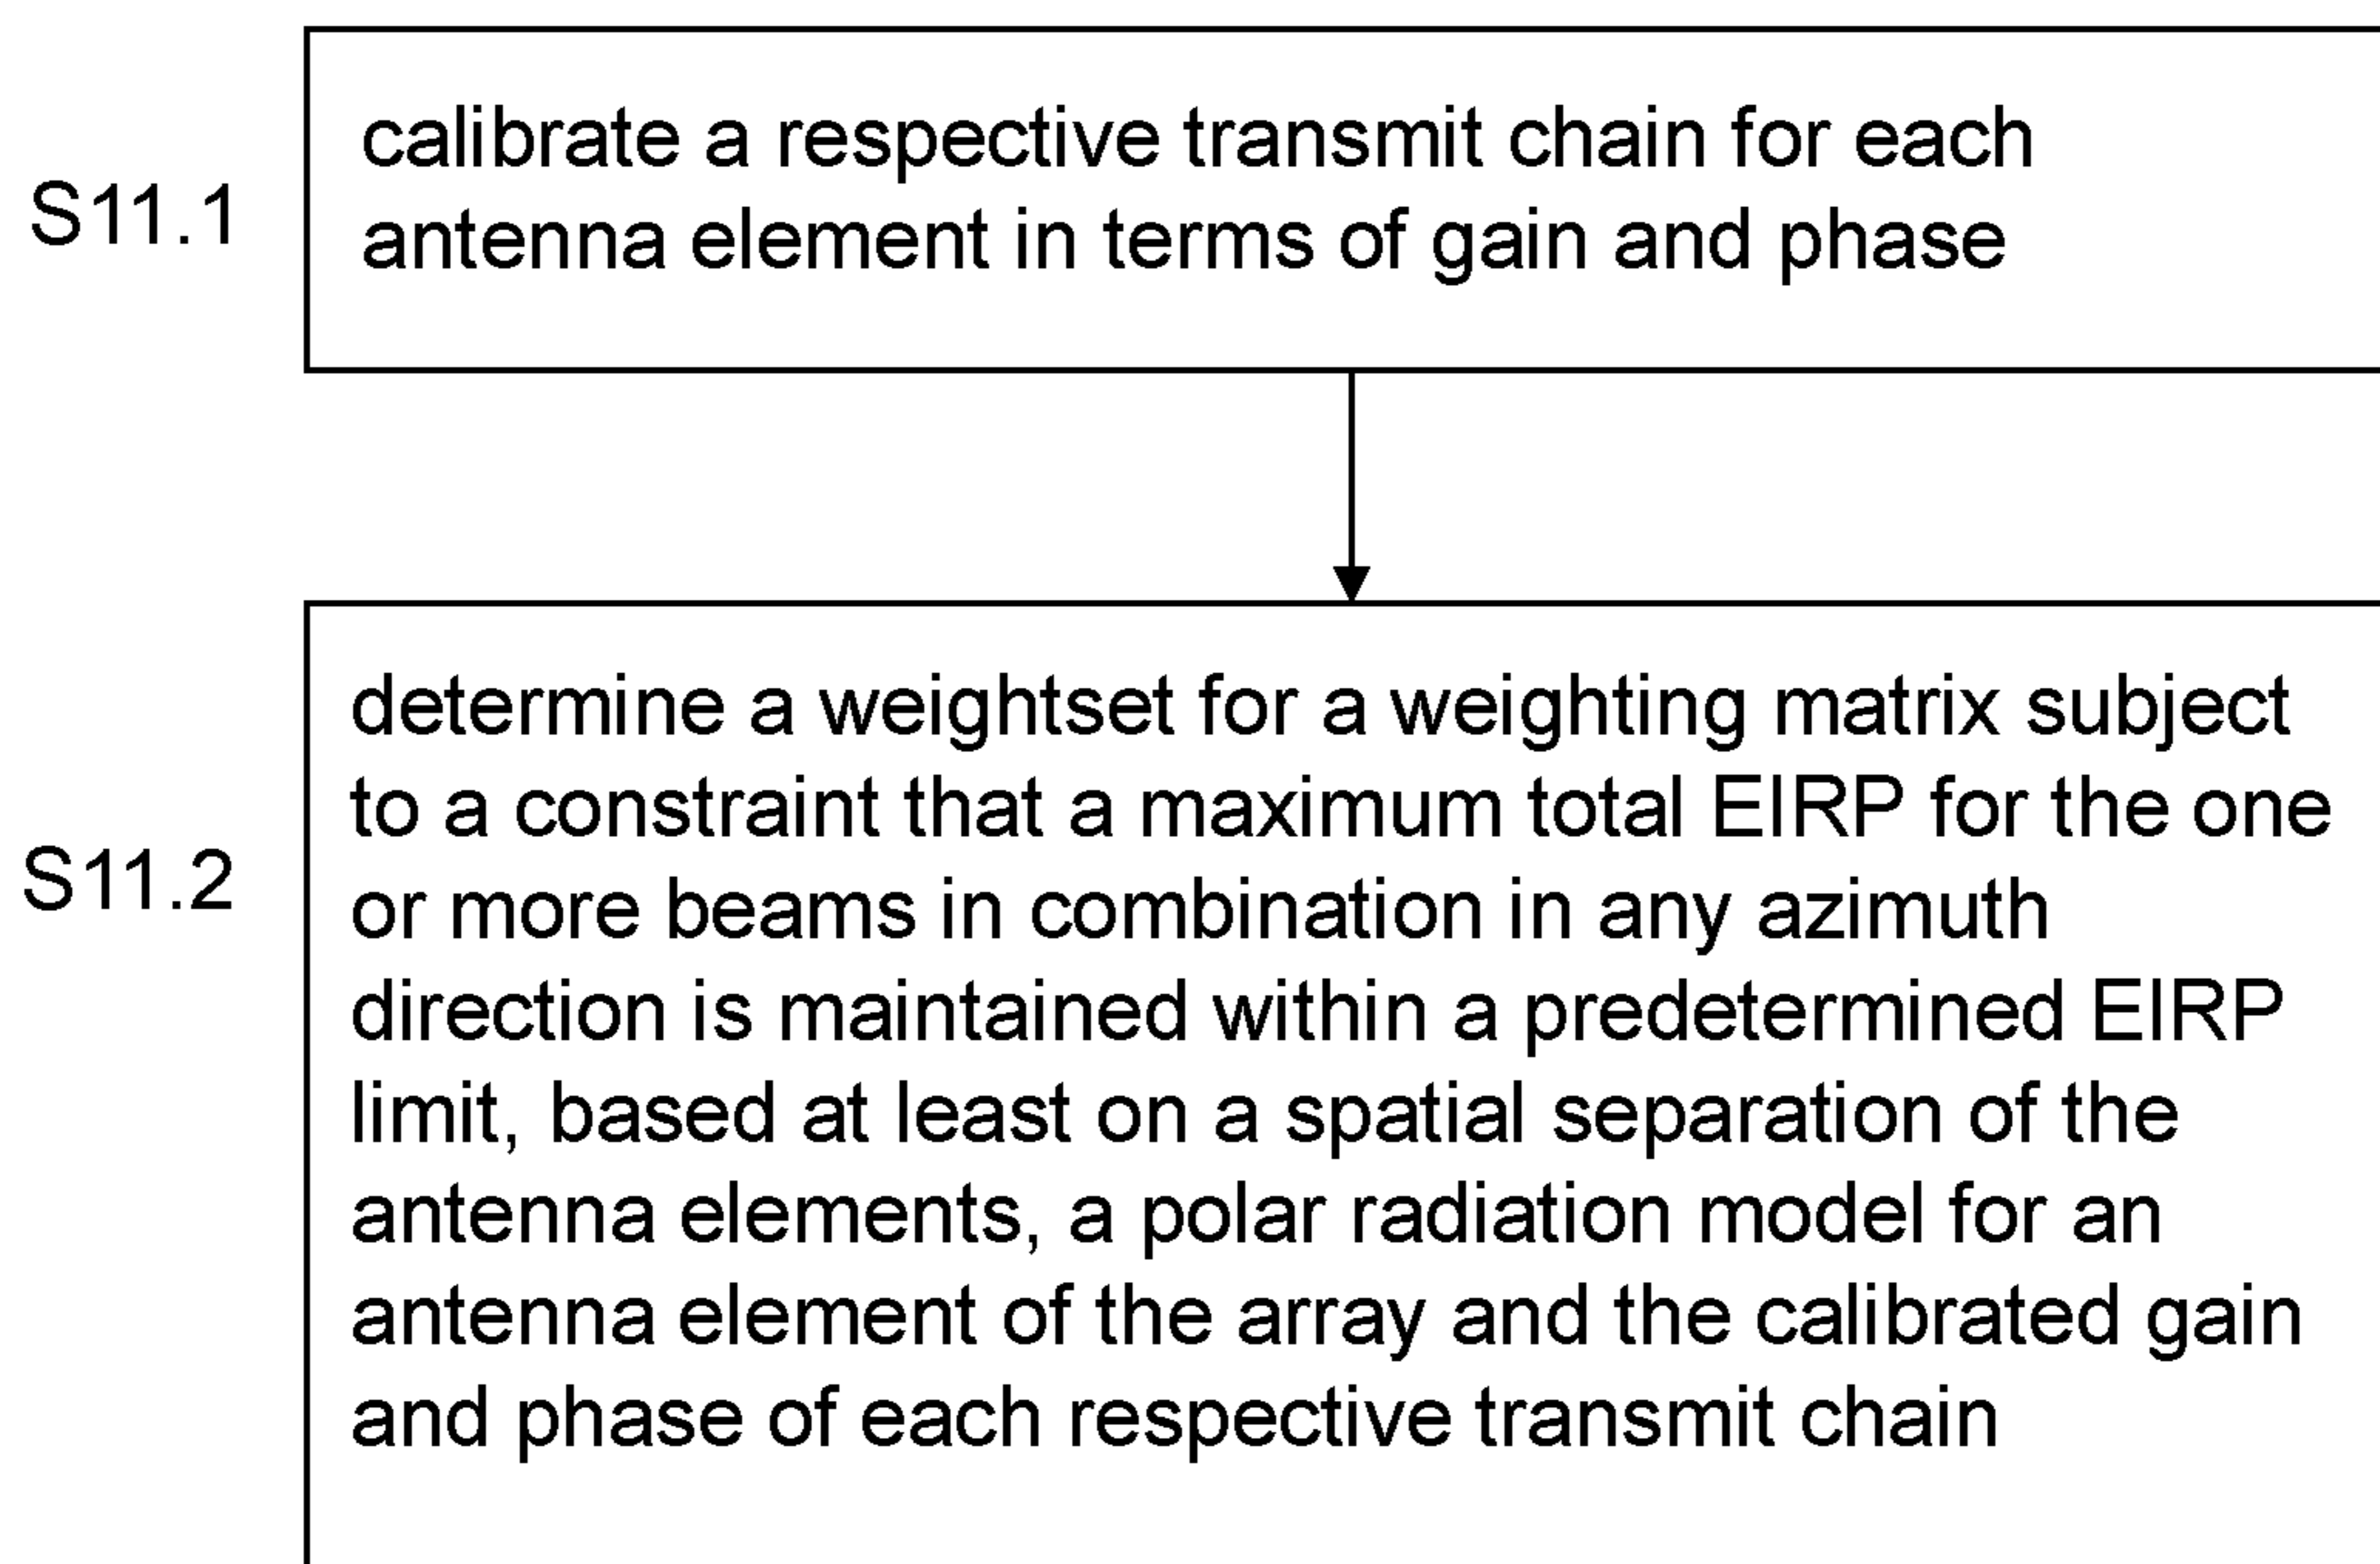 S11.1
calibrate a respective transmit chain for each
antenna element in terms of gain and phase
S11.2
determine a weightset for a weighting matrix subject
to a constraint that a maximum total EIRP for the one
or more beams in combination in any azimuth
direction is maintained within a predetermined EIRP
limit, based at least on a spatial separation of the
antenna elements, a polar radiation model for an
antenna element of the array and the calibrated gain
and phase of each respective transmit chain